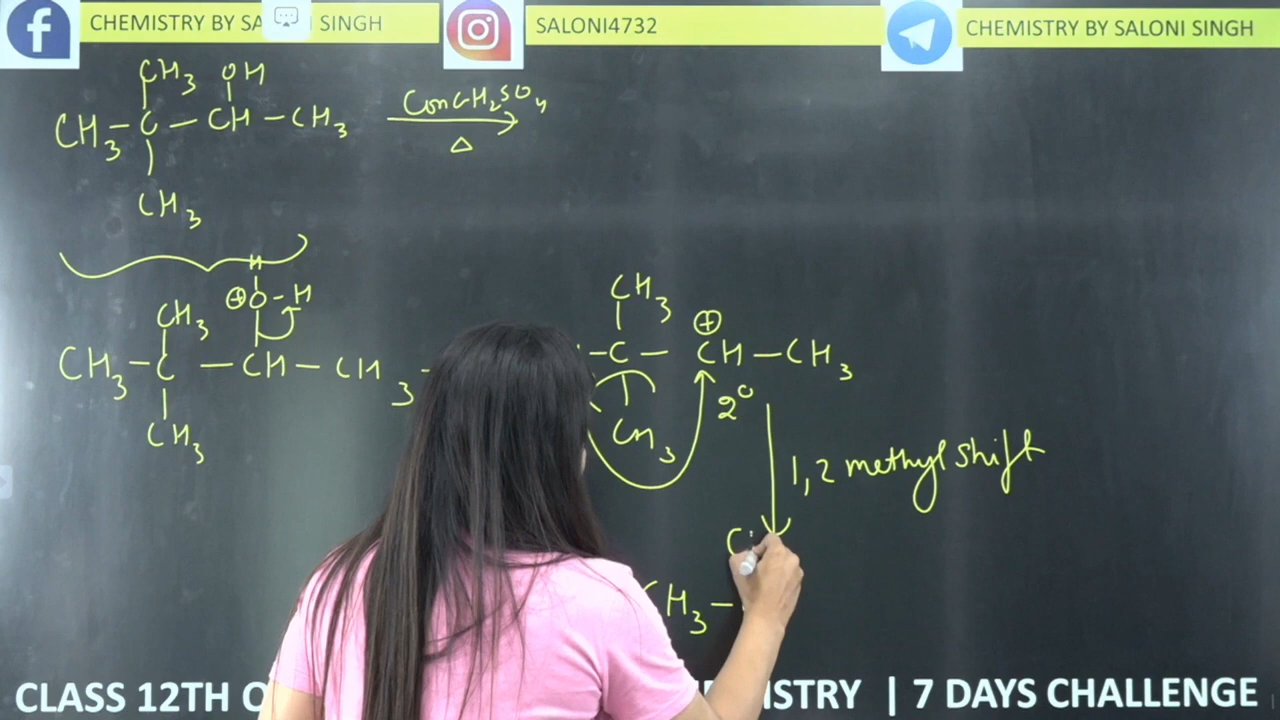 CHEMISTRY BY SA SINGH
SALONI4732
CHEMISTRY BY SALONI SINGH
CH3 OH
CH3 – C – CH – CH3
CH3
Conc H2SO4
Δ
H
⊕O – H
CH3
CH3 – C – CH – CH3
CH3
CH3 ⊕
– C – CH – CH3
CH3
2°
1,2 methyl shift
CH3 –
CLASS 12TH O MISTRY | 7 DAYS CHALLENGE